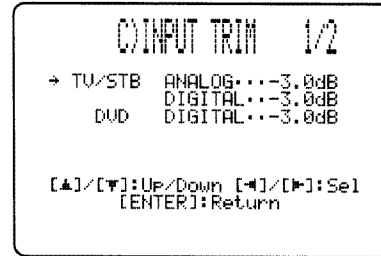 C)INPUT TRIM 1/2
→ TV/STB ANALOG···-3.0dB
DIGITAL··-3.0dB
DVD DIGITAL··-3.0dB
[▲]/[▼]:Up/Down [◄]/[►]:Sel
[ENTER]:Return